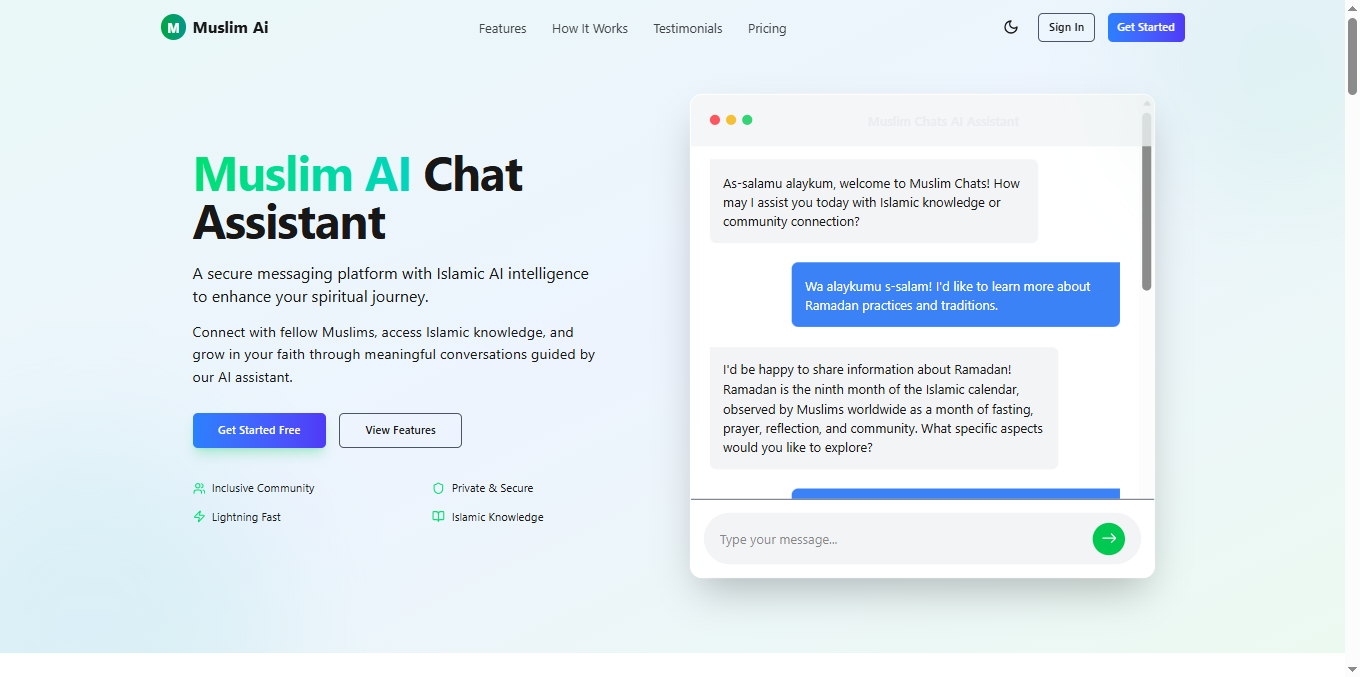 M Muslim Ai
Features
How It Works
Testimonials
Pricing
Sign In
Get Started
Muslim AI Chat
Assistant
A secure messaging platform with Islamic AI intelligence
to enhance your spiritual journey.
Connect with fellow Muslims, access Islamic knowledge, and
grow in your faith through meaningful conversations guided by
our AI assistant.
Get Started Free
View Features
Inclusive Community
Private & Secure
Lightning Fast
Islamic Knowledge
Muslim Chats AI Assistant
As-salamu alaykum, welcome to Muslim Chats! How
may I assist you today with Islamic knowledge or
community connection?
Wa alaykumu s-salam! I'd like to learn more about
Ramadan practices and traditions.
I'd be happy to share information about Ramadan!
Ramadan is the ninth month of the Islamic calendar,
observed by Muslims worldwide as a month of fasting,
prayer, reflection, and community. What specific aspects
would you like to explore?
Type your message...